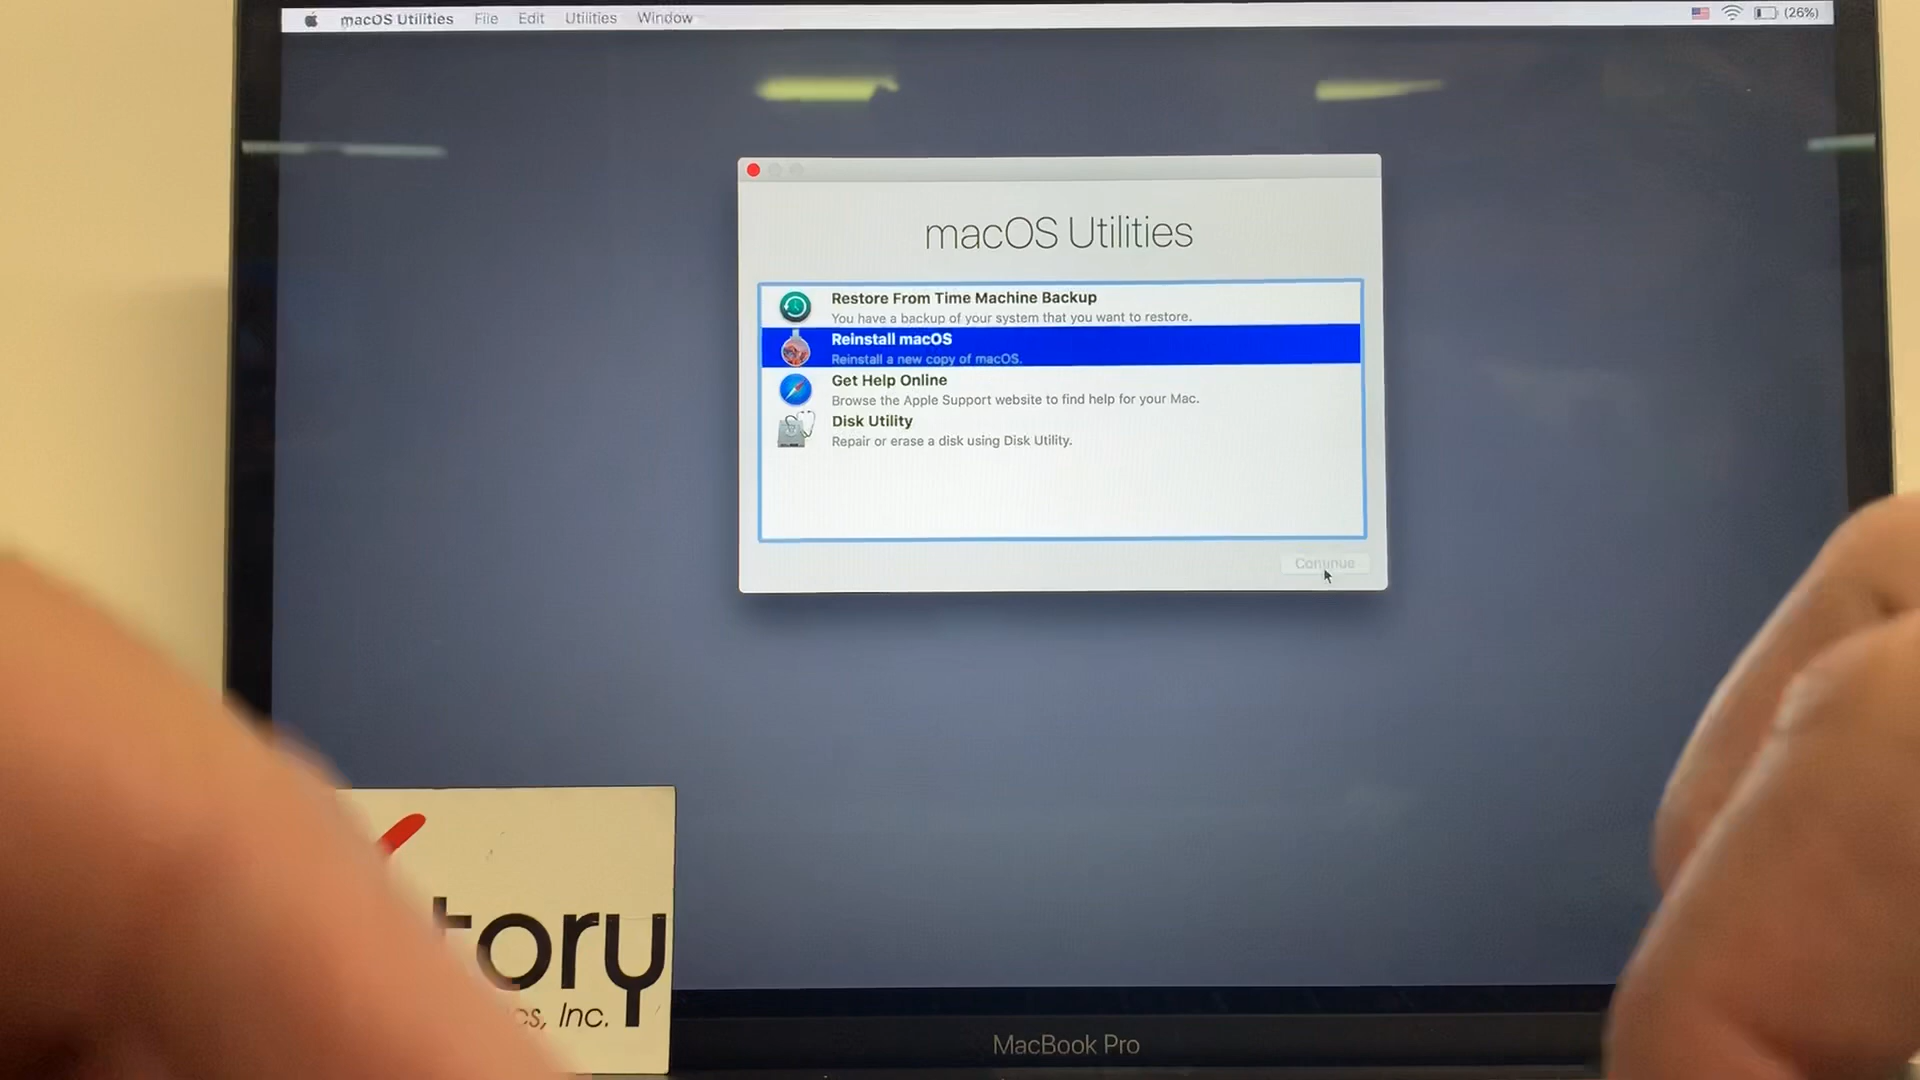 macOS Utilities File Edit Utilities Window (26%)
macOS Utilities
Restore From Time Machine Backup
You have a backup of your system that you want to restore.
Reinstall macOS
Reinstall a new copy of macOS.
Get Help Online
Browse the Apple Support website to find help for your Mac.
Disk Utility
Repair or erase a disk using Disk Utility.
Continue
tory
cs, Inc.
MacBook Pro